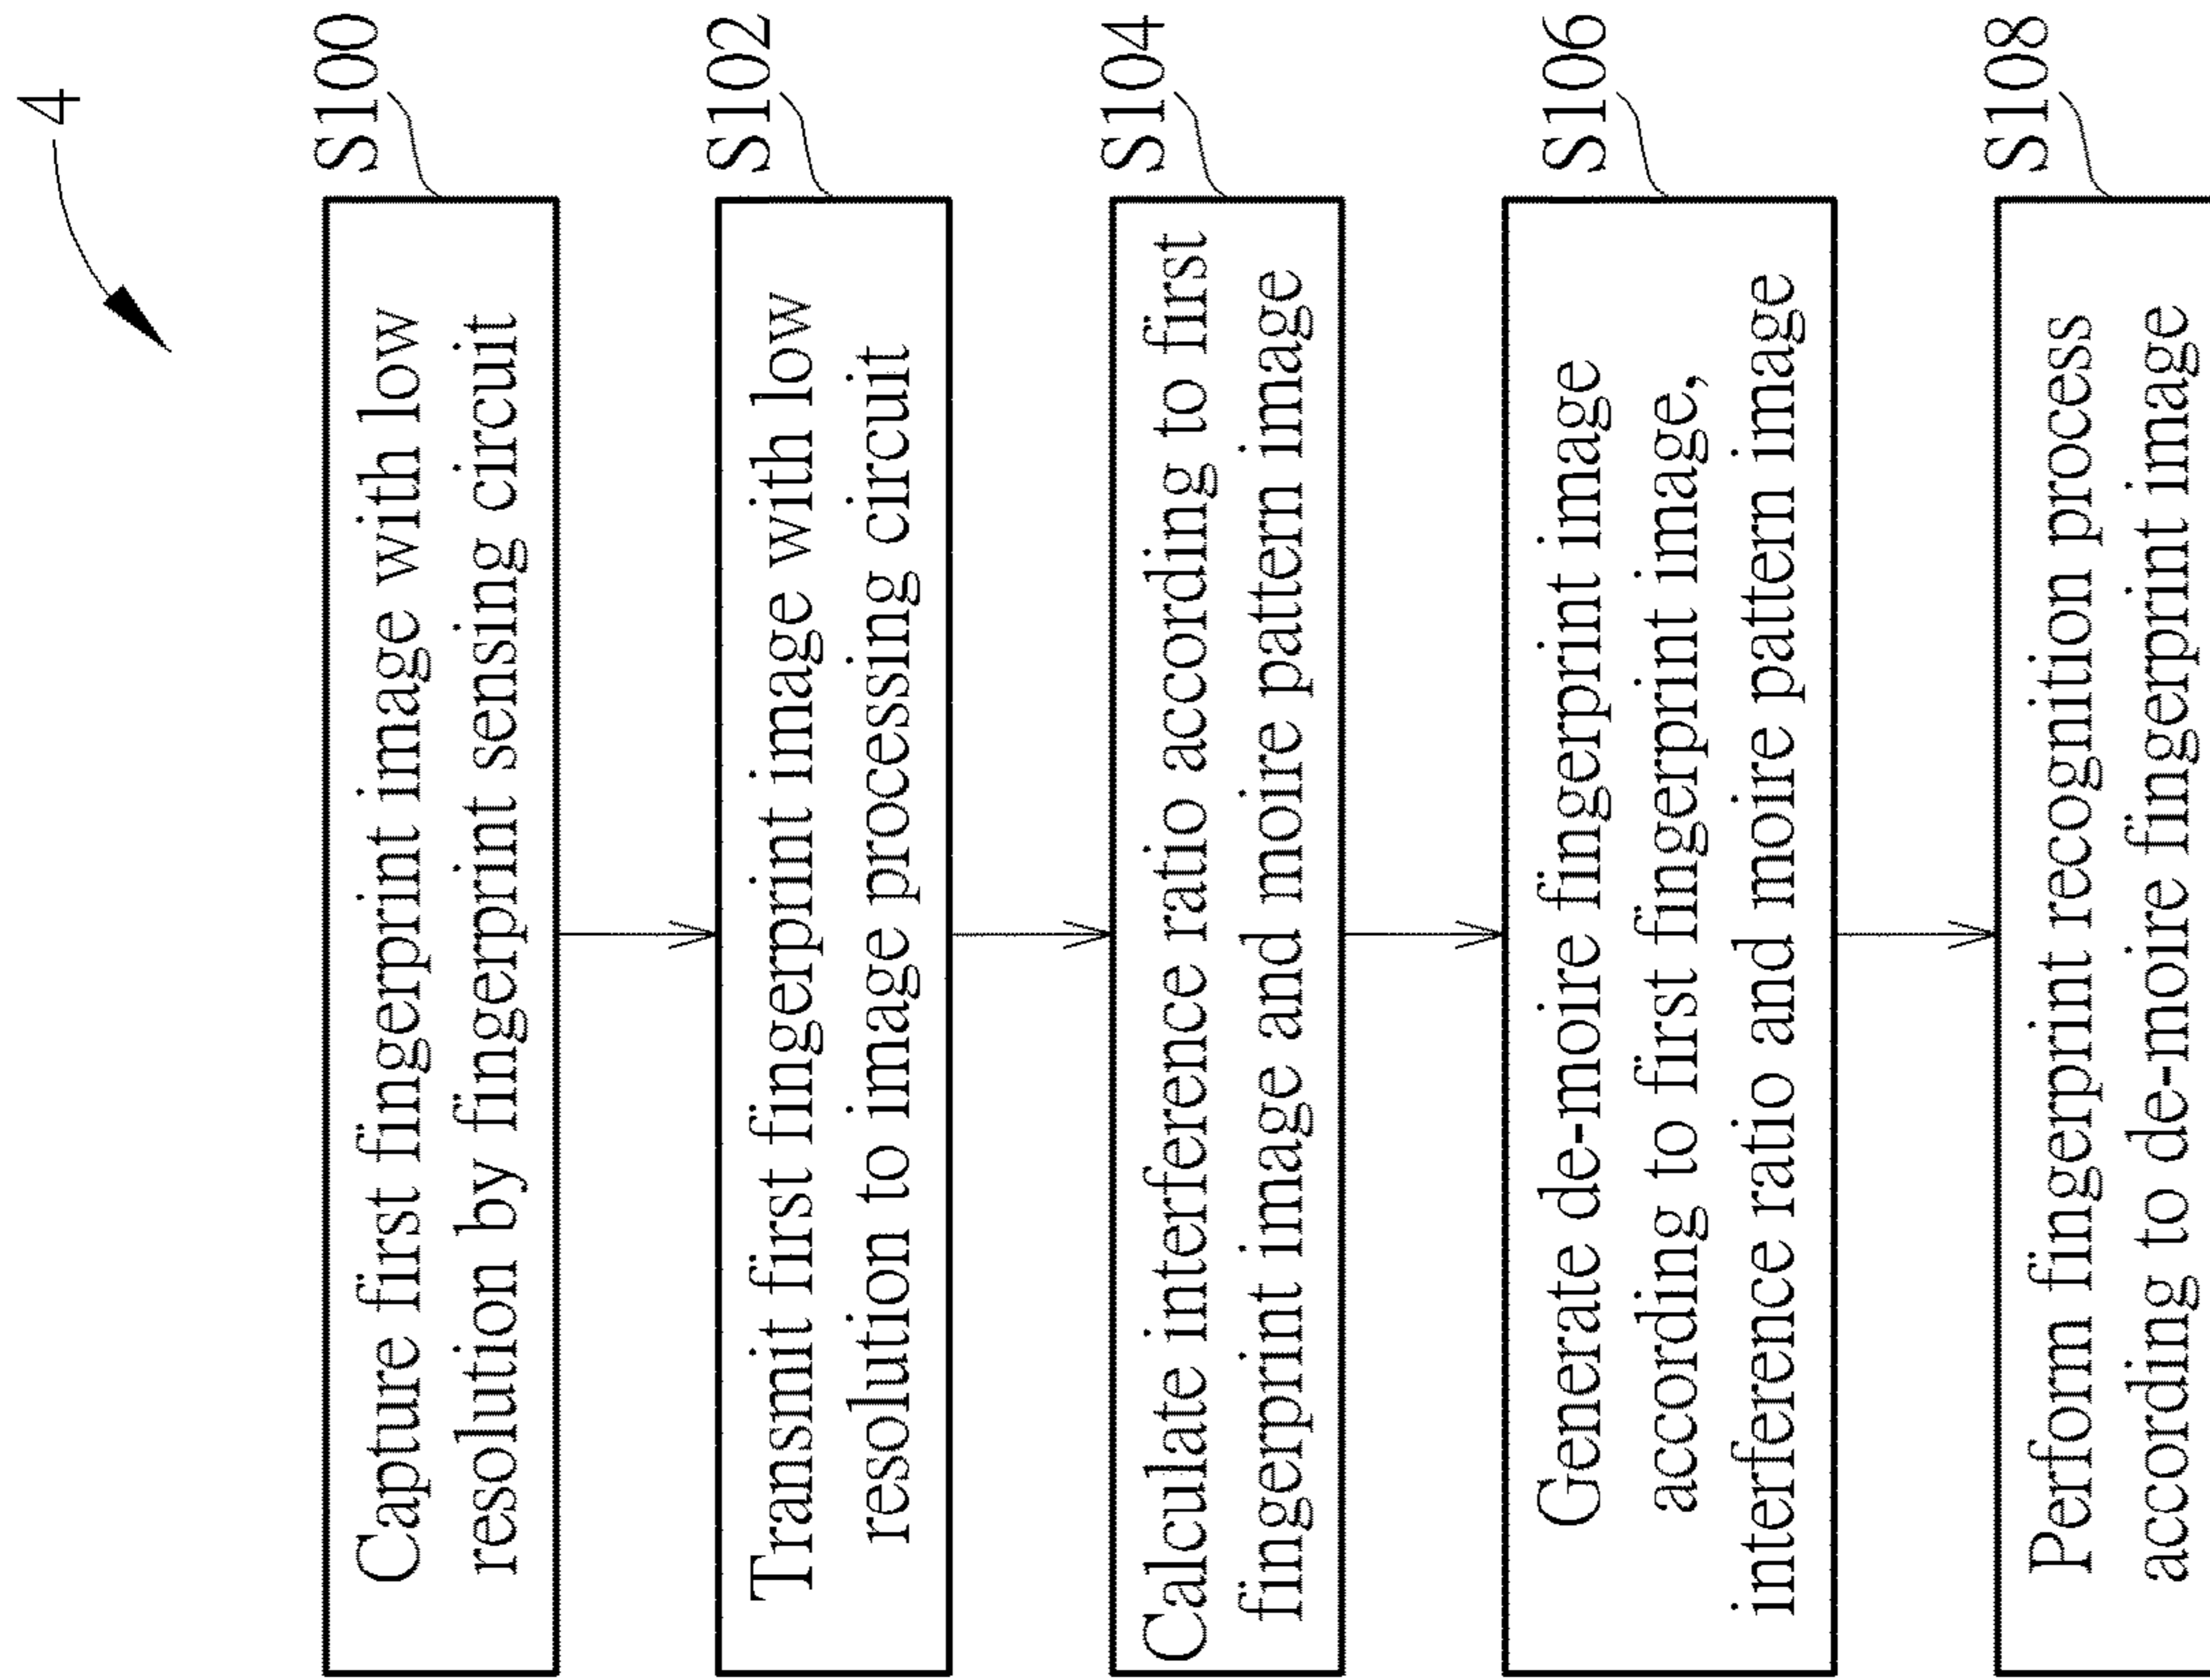 4
S100
Capture first fingerprint image with low
resolution by fingerprint sensing circuit
S102
Transmit first fingerprint image with low
resolution to image processing circuit
S104
Calculate interference ratio according to first
fingerprint image and moire pattern image
S106
Generate de-moire fingerprint image
according to first fingerprint image,
interference ratio and moire pattern image
S108
Perform fingerprint recognition process
according to de-moire fingerprint image